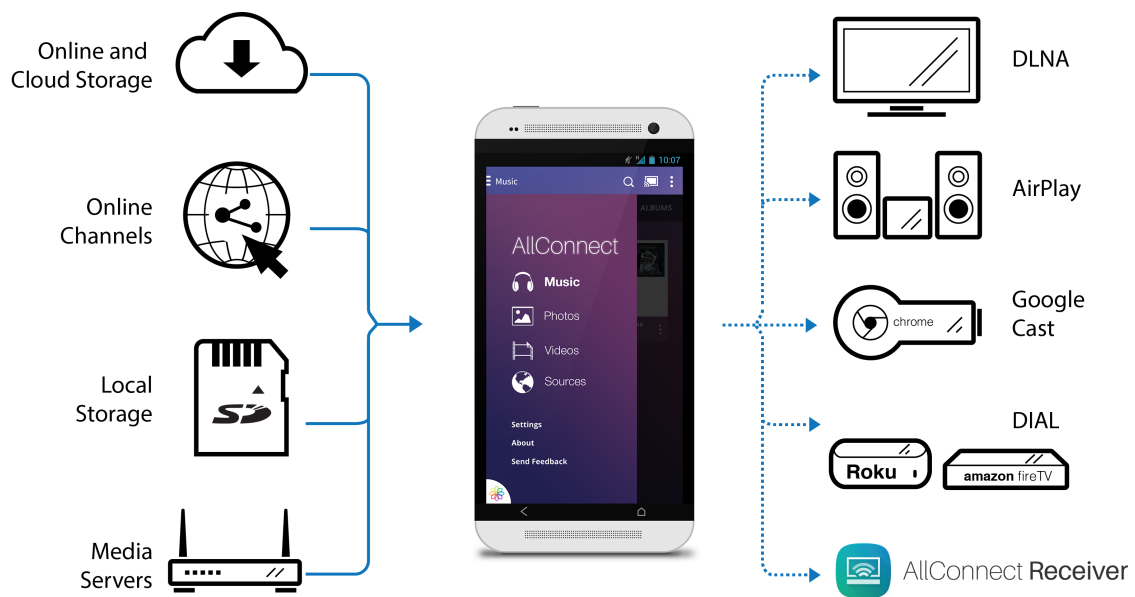 Online and
Cloud Storage
Online
Channels
Local
Storage
SD
Media
Servers
10:07
Music
ALBUMS
AllConnect
Music
Photos
Videos
Sources
Settings
About
Send Feedback
DLNA
AirPlay
Google
Cast
chrome
DIAL
Roku
amazon fireTV
AllConnect Receiver